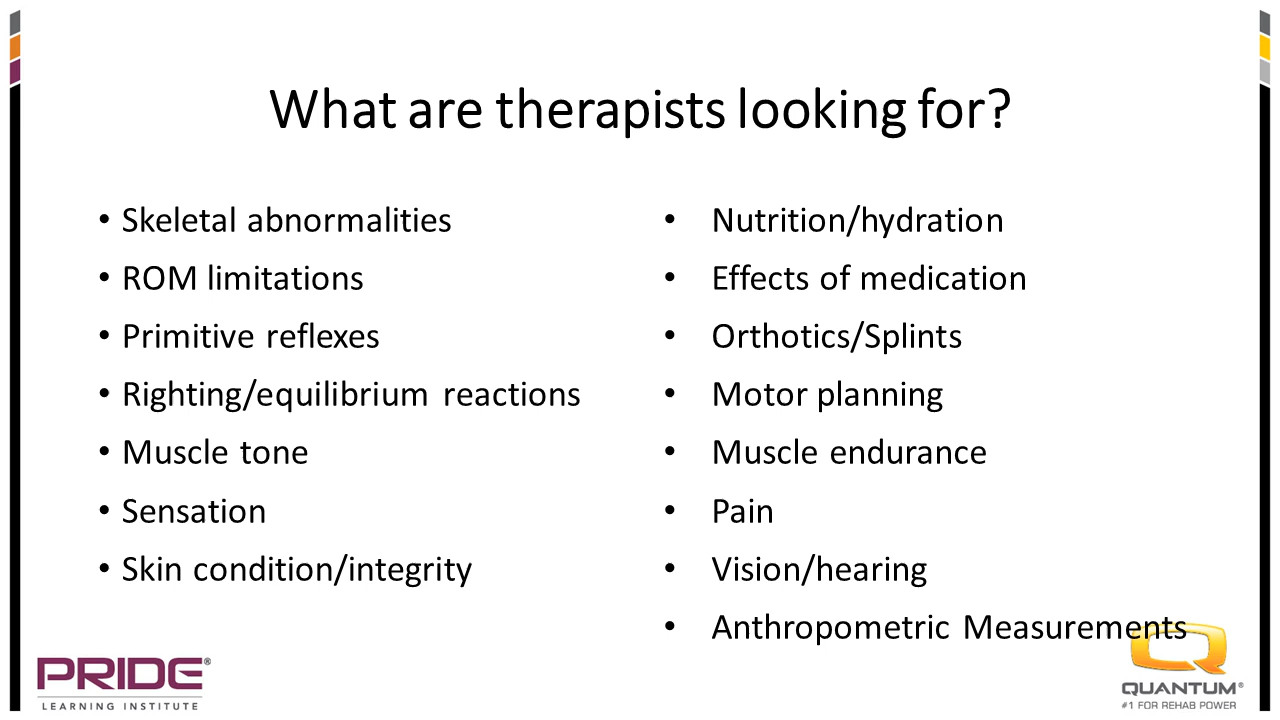 What are therapists looking for?
• Skeletal abnormalities
• ROM limitations
• Primitive reflexes
• Righting/equilibrium reactions
• Muscle tone
• Sensation
• Skin condition/integrity
• Nutrition/hydration
• Effects of medication
• Orthotics/Splints
• Motor planning
• Muscle endurance
• Pain
• Vision/hearing
• Anthropometric Measurements
PRIDE®
LEARNING INSTITUTE
QUANTUM®
#1 FOR REHAB POWER